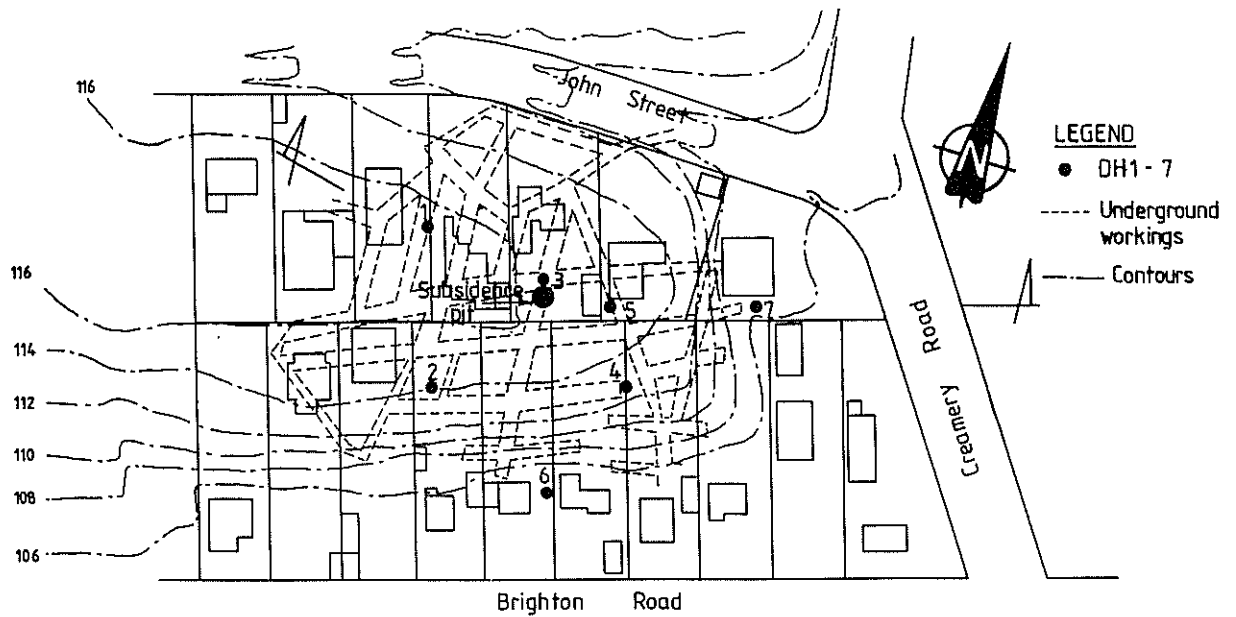 116
John Street
N
LEGEND
DH1 - 7
Underground workings
Contours
116
3
Subsidence pit
5
7
114
2
4
112
110
6
108
106
Creamery Road
Brighton Road